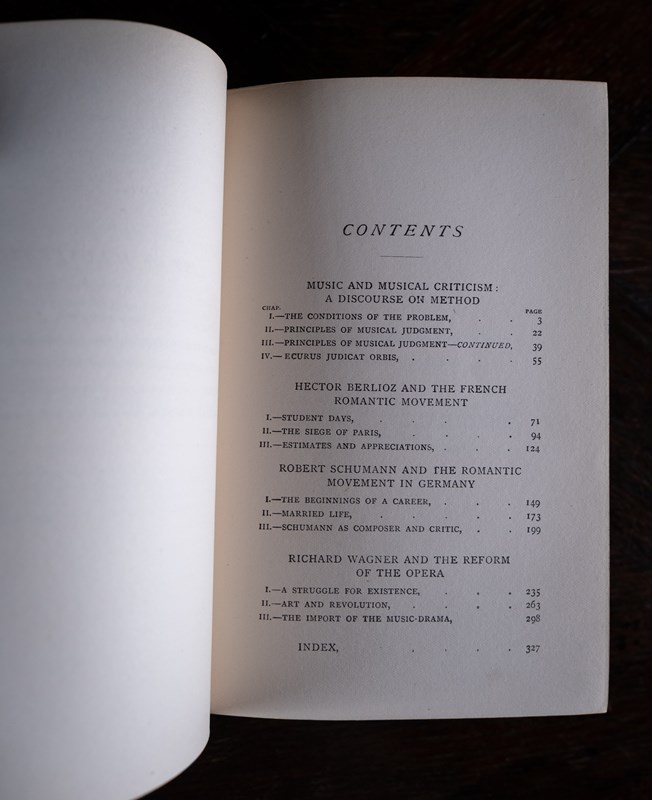 CONTENTS
MUSIC AND MUSICAL CRITICISM:
A DISCOURSE ON METHOD
CHAP. PAGE
I.—THE CONDITIONS OF THE PROBLEM, . . 3
II.—PRINCIPLES OF MUSICAL JUDGMENT, . . 22
III.—PRINCIPLES OF MUSICAL JUDGMENT—CONTINUED, 39
IV.— ECURUS JUDICAT ORBIS, . . . . 55
HECTOR BERLIOZ AND THE FRENCH
ROMANTIC MOVEMENT
I.—STUDENT DAYS, . . . . 71
II.—THE SIEGE OF PARIS, . . . . 94
III.—ESTIMATES AND APPRECIATIONS, . . . 124
ROBERT SCHUMANN AND THE ROMANTIC
MOVEMENT IN GERMANY
I.—THE BEGINNINGS OF A CAREER, . . . 149
II.—MARRIED LIFE, . . . . . 173
III.—SCHUMANN AS COMPOSER AND CRITIC, . . 199
RICHARD WAGNER AND THE REFORM
OF THE OPERA
I.—A STRUGGLE FOR EXISTENCE, . . . 235
II.—ART AND REVOLUTION, . . . . 263
III.—THE IMPORT OF THE MUSIC-DRAMA, 298
INDEX, . . . . 327